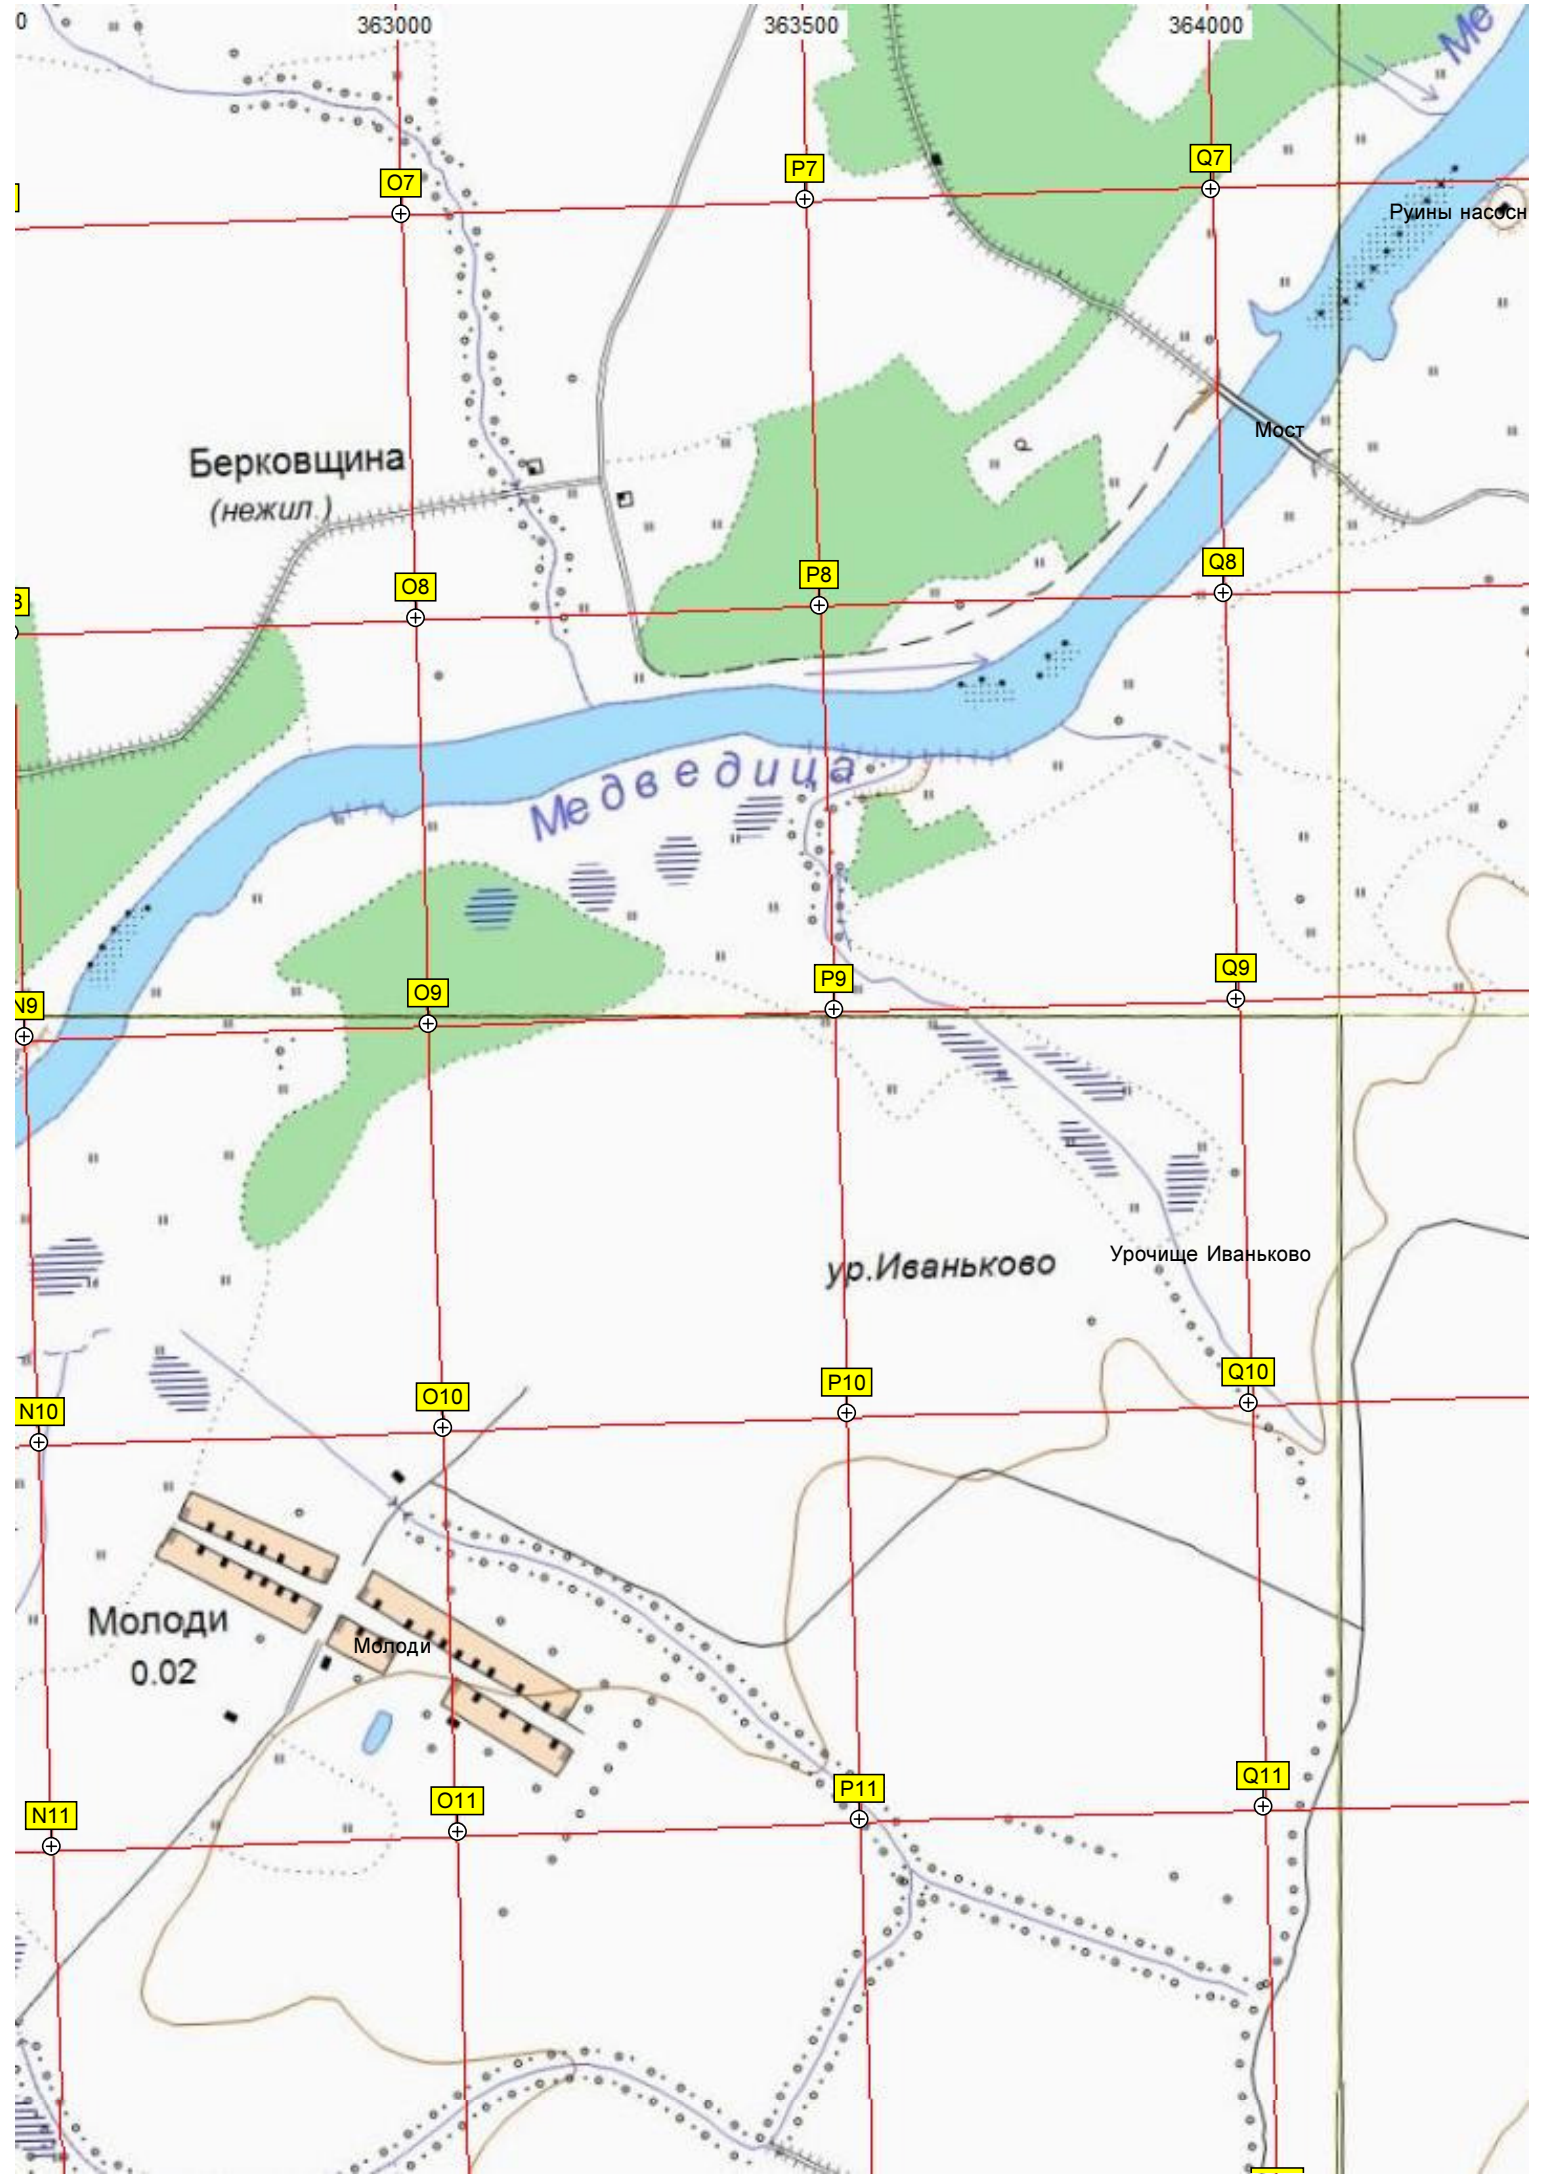 0 363000 363500 364000
Ме
P7 Q7
O7
Руины насосн
Мост
Берковщина
(нежил.)
Р
Q8
P8
O8
Медведица
Q9
P9
O9
N9
ур.Иваньково
Урочище Иваньково
Q10
P10
O10
N10
Молоди
Молоди
0.02
Q11
P11
O11
N11